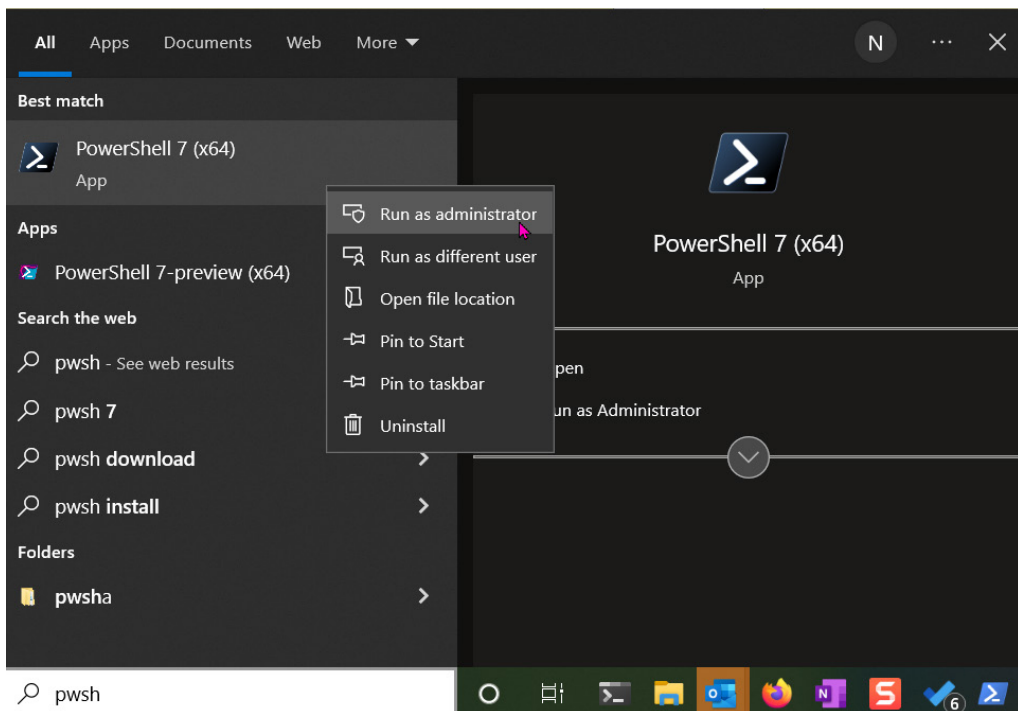 All Apps Documents Web More N ...
Best match
PowerShell 7 (x64)
App
Apps
PowerShell 7-preview (x64)
Search the web
pwsh - See web results
pwsh 7
pwsh download
pwsh install
Folders
pwsha
pwsh
Run as administrator
Run as different user
Open file location
Pin to Start
Pin to taskbar
Uninstall
PowerShell 7 (x64)
App
pen
un as Administrator
N S 6